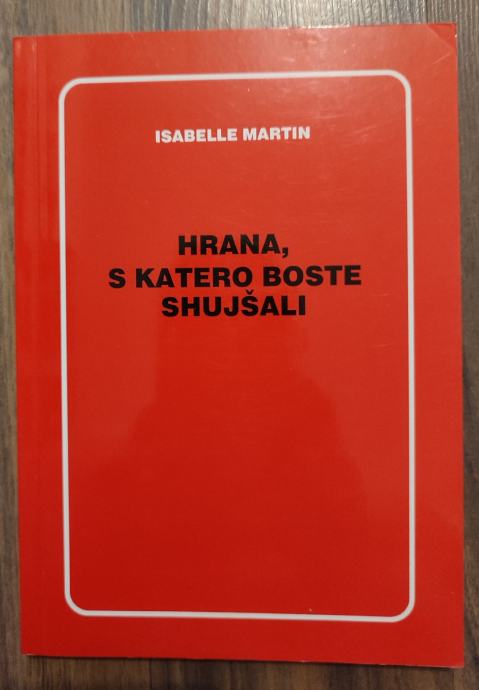 ISABELLE MARTIN
HRANA,
S KATERO BOSTE
SHUJŠALI